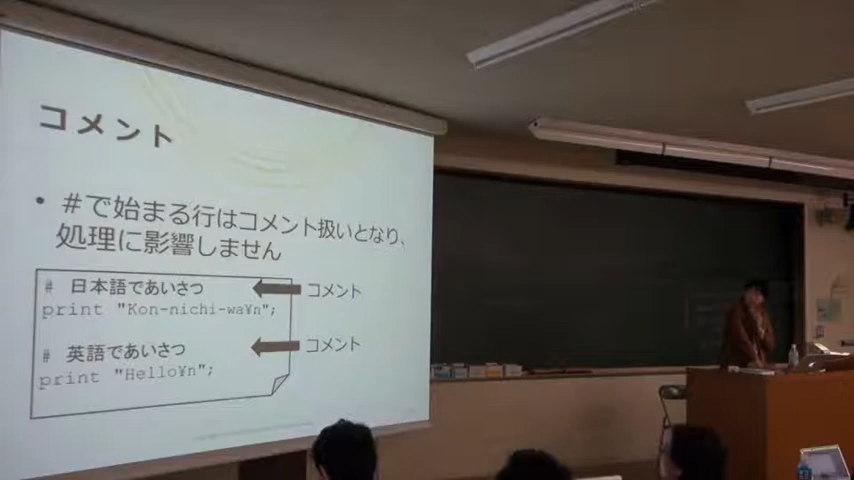 コメント
• #で始まる行はコメント扱いとなり、
処理に影響しません
# 日本語であいさつ
コメント
print "Kon-nichi-wa¥n";
# 英語であいさつ
コメント
print "Hello¥n";